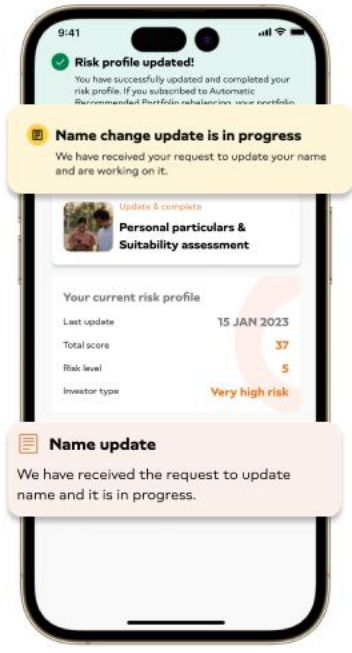 9:41
Risk profile updated!
You have successfully updated and completed your
risk profile. If you subscribed to Automatic
Recommended Portfolio rebalancing, your portfolio
Name change update is in progress
We have received your request to update your name
and are working on it.
Update & complete
Personal particulars &
Suitability assessment
Your current risk profile
Last update 15 JAN 2023
Total score 37
Risk level 5
Investor type Very high risk
Name update
We have received the request to update
name and it is in progress.